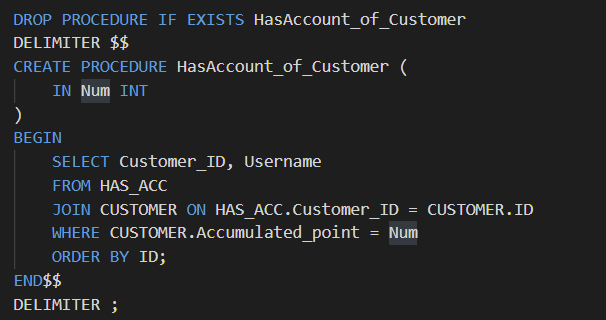 DROP PROCEDURE IF EXISTS HasAccount_of_Customer
DELIMITER $$
CREATE PROCEDURE HasAccount_of_Customer (
    IN Num INT
)
BEGIN
    SELECT Customer_ID, Username
    FROM HAS_ACC
    JOIN CUSTOMER ON HAS_ACC.Customer_ID = CUSTOMER.ID
    WHERE CUSTOMER.Accumulated_point = Num
    ORDER BY ID;
END$$
DELIMITER ;